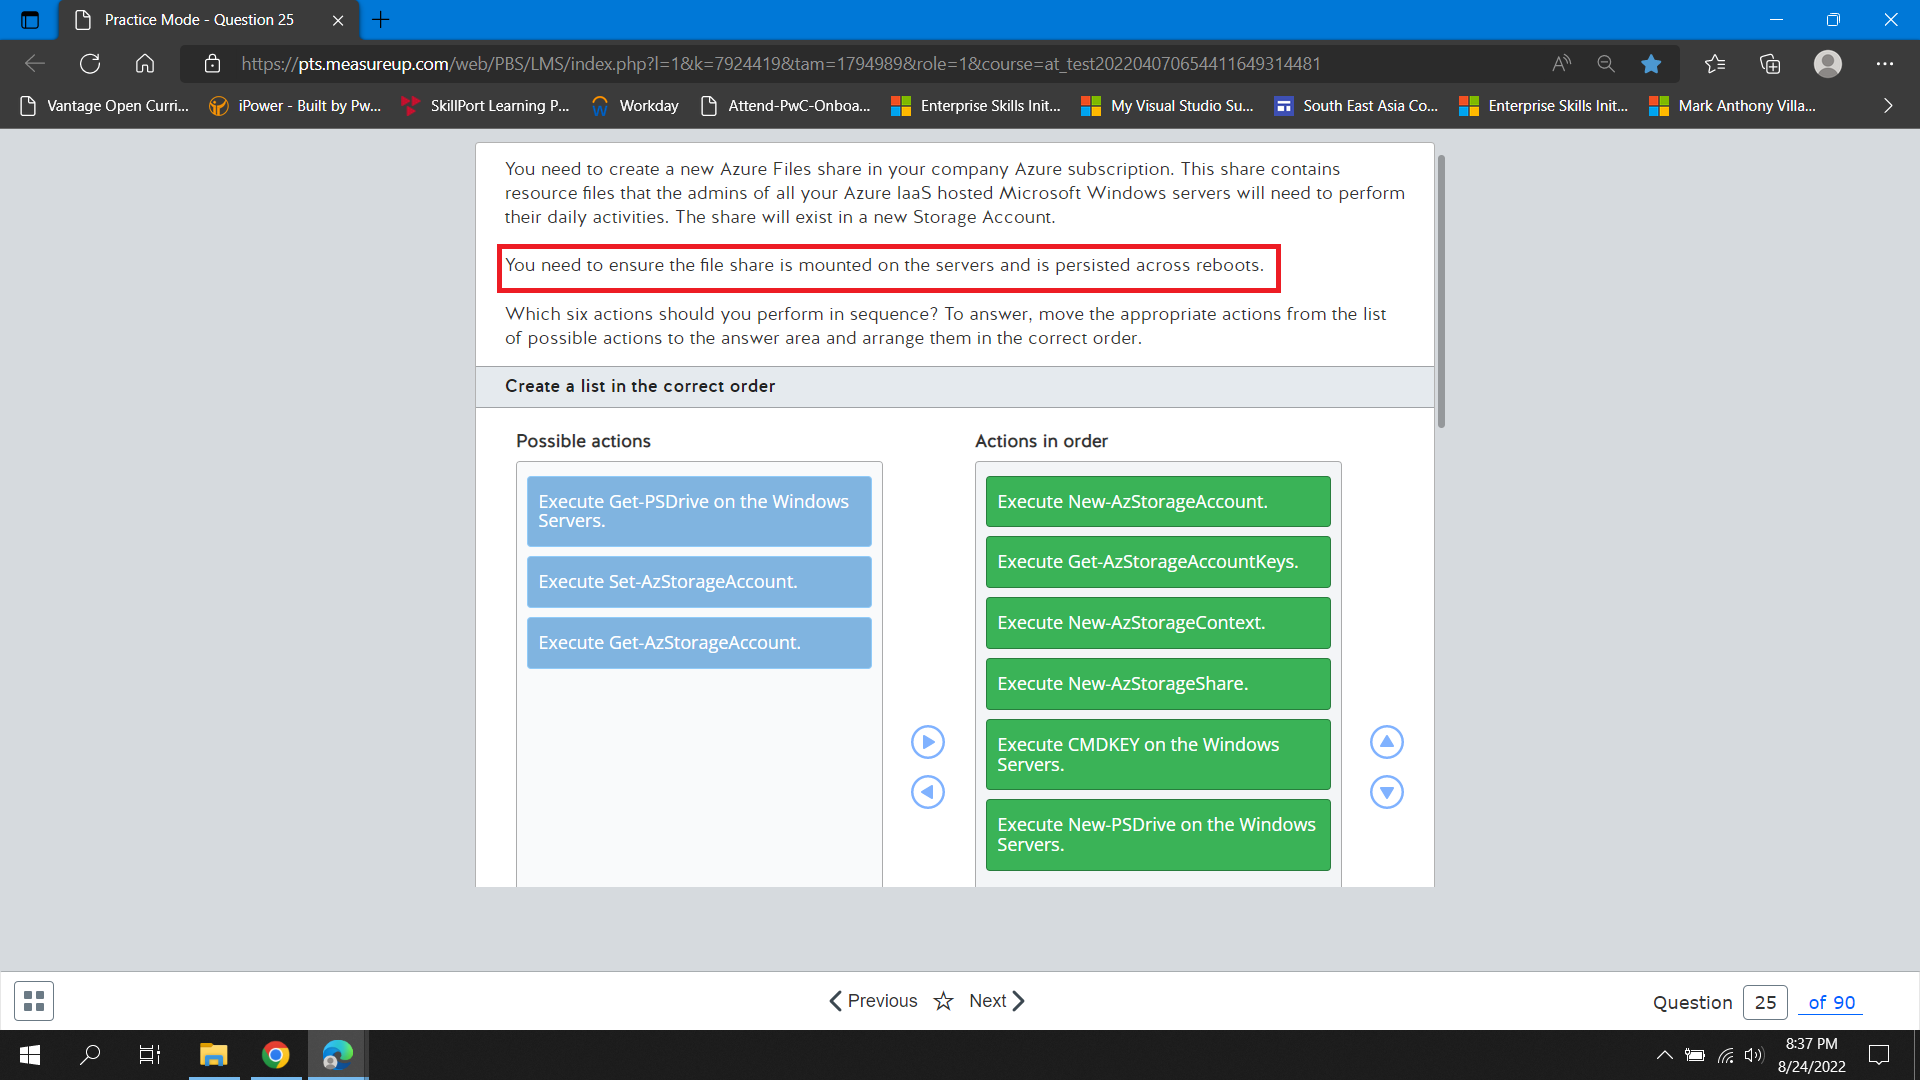 Practice Mode - Question 25
https://pts.measureup.com/web/PBS/LMS/index.php?l=1&k=7924419&tam=1794989&role=1&course=at_test2022040706544116493144​81
Vantage Open Curri...
iPower - Built by Pw...
SkillPort Learning P...
Workday
Attend-PwC-Onboa...
Enterprise Skills Init...
My Visual Studio Su...
South East Asia Co...
Enterprise Skills Init...
Mark Anthony Villa...
You need to create a new Azure Files share in your company Azure subscription. This share contains
resource files that the admins of all your Azure IaaS hosted Microsoft Windows servers will need to perform
their daily activities. The share will exist in a new Storage Account.
You need to ensure the file share is mounted on the servers and is persisted across reboots.
Which six actions should you perform in sequence? To answer, move the appropriate actions from the list
of possible actions to the answer area and arrange them in the correct order.
Create a list in the correct order
Possible actions
Execute Get-PSDrive on the Windows
Servers.
Execute Set-AzStorageAccount.
Execute Get-AzStorageAccount.
Actions in order
Execute New-AzStorageAccount.
Execute Get-AzStorageAccountKeys.
Execute New-AzStorageContext.
Execute New-AzStorageShare.
Execute CMDKEY on the Windows
Servers.
Execute New-PSDrive on the Windows
Servers.
Previous
Next
Question 25 of 90
8:37 PM
8/24/2022